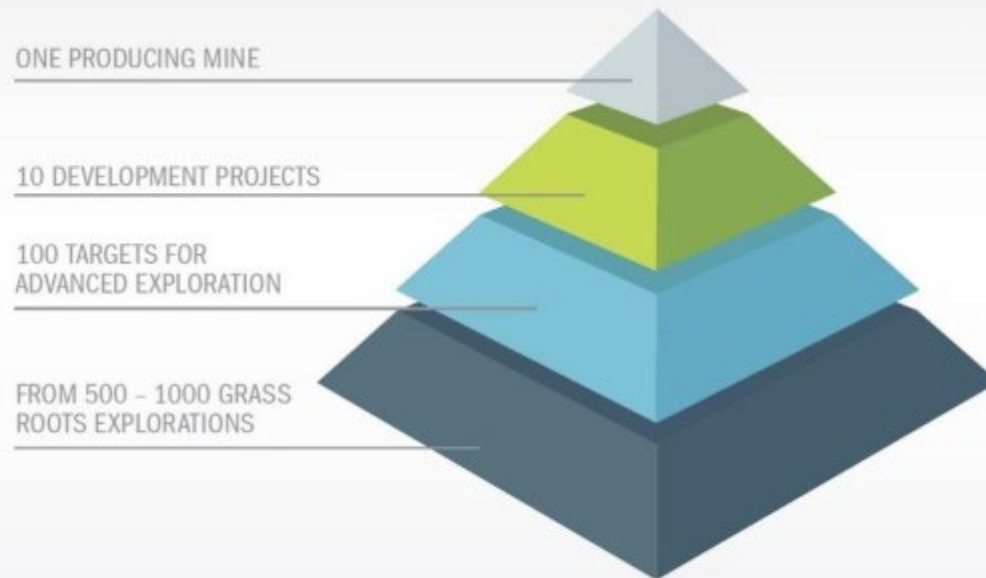 ONE PRODUCING MINE
10 DEVELOPMENT PROJECTS
100 TARGETS FOR
ADVANCED EXPLORATION
FROM 500 – 1000 GRASS
ROOTS EXPLORATIONS